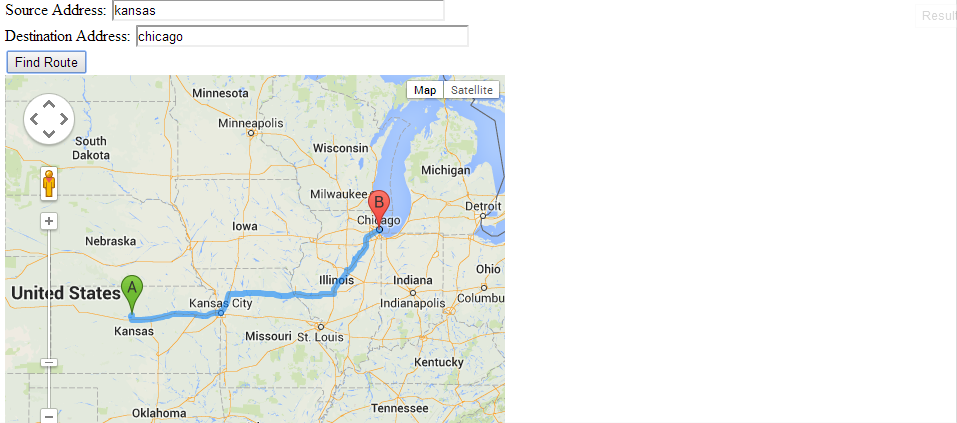 Source Address: kansas
Result
Destination Address: chicago
Find Route
Map Satellite
Minnesota
Minneapolis
South
Dakota
Wisconsin
Michigan
Milwaukee
B
Detroit
Chicago
Iowa
Nebraska
Illinois
Indiana
Ohio
A
United States
Kansas City
Indianapolis
Columbu
Kansas
Missouri St. Louis
Kentucky
Tennessee
Oklahoma